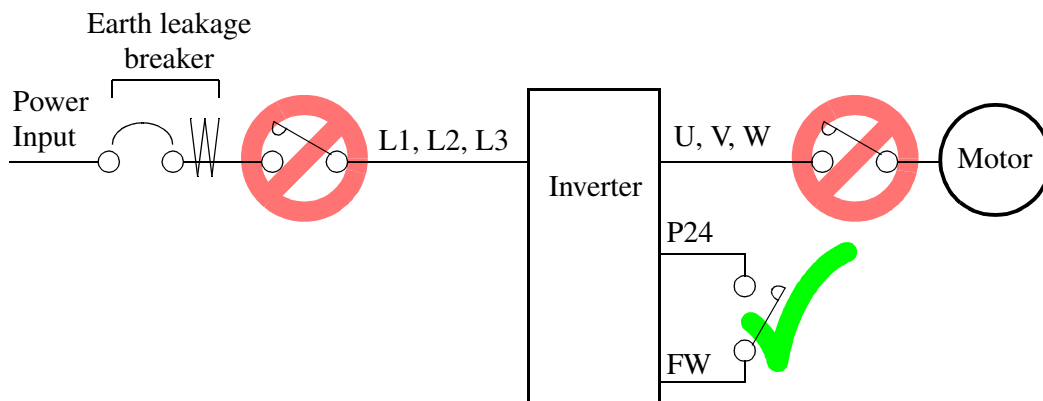 Earth leakage
breaker
Power
Input
L1, L2, L3
Inverter
U, V, W
Motor
P24
FW